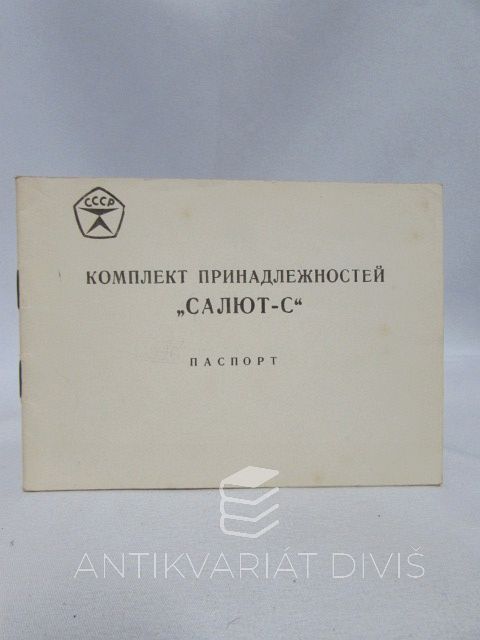 СССР
КОМПЛЕКТ ПРИНАДЛЕЖНОСТЕЙ
„САЛЮТ-С“
ПАСПОРТ
ANTIKVARIÁT DIVIŠ